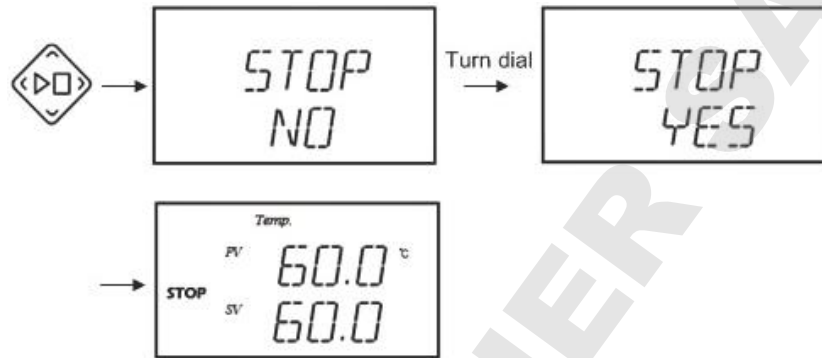 STOP
NO
Turn dial
STOP
YES
Temp.
PV 60.0 ℃
STOP
SV 60.0